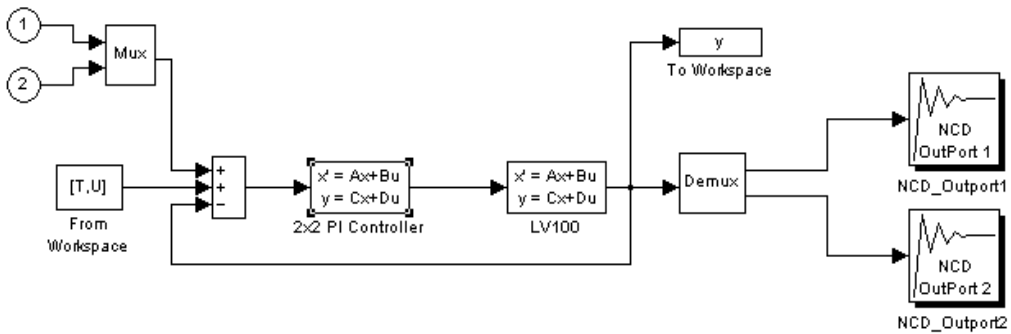 1
2
Mux
y
To Workspace
[T,U]
From
Workspace
+
+
−
x' = Ax+Bu
y = Cx+Du
2x2 PI Controller
x' = Ax+Bu
y = Cx+Du
LV100
Demux
NCD
OutPort 1
NCD_Outport1
NCD
OutPort 2
NCD_Outport2